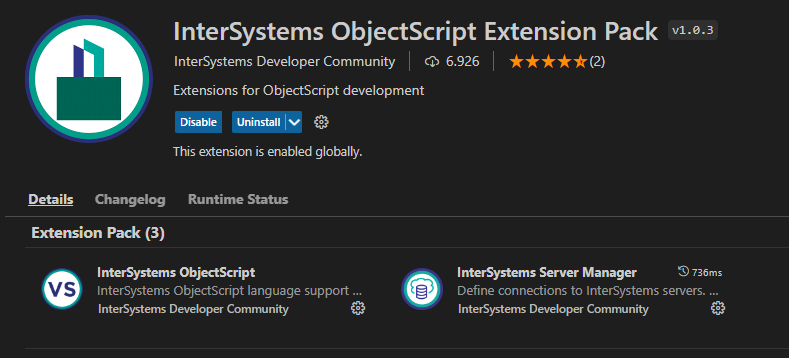 InterSystems ObjectScript Extension Pack v1.0.3
InterSystems Developer Community 6.926 (2)
Extensions for ObjectScript development
Disable Uninstall
This extension is enabled globally.
Details Changelog Runtime Status
Extension Pack (3)
InterSystems ObjectScript
InterSystems ObjectScript language support ...
InterSystems Developer Community
VS
InterSystems Server Manager 736ms
Define connections to InterSystems servers. ...
InterSystems Developer Community